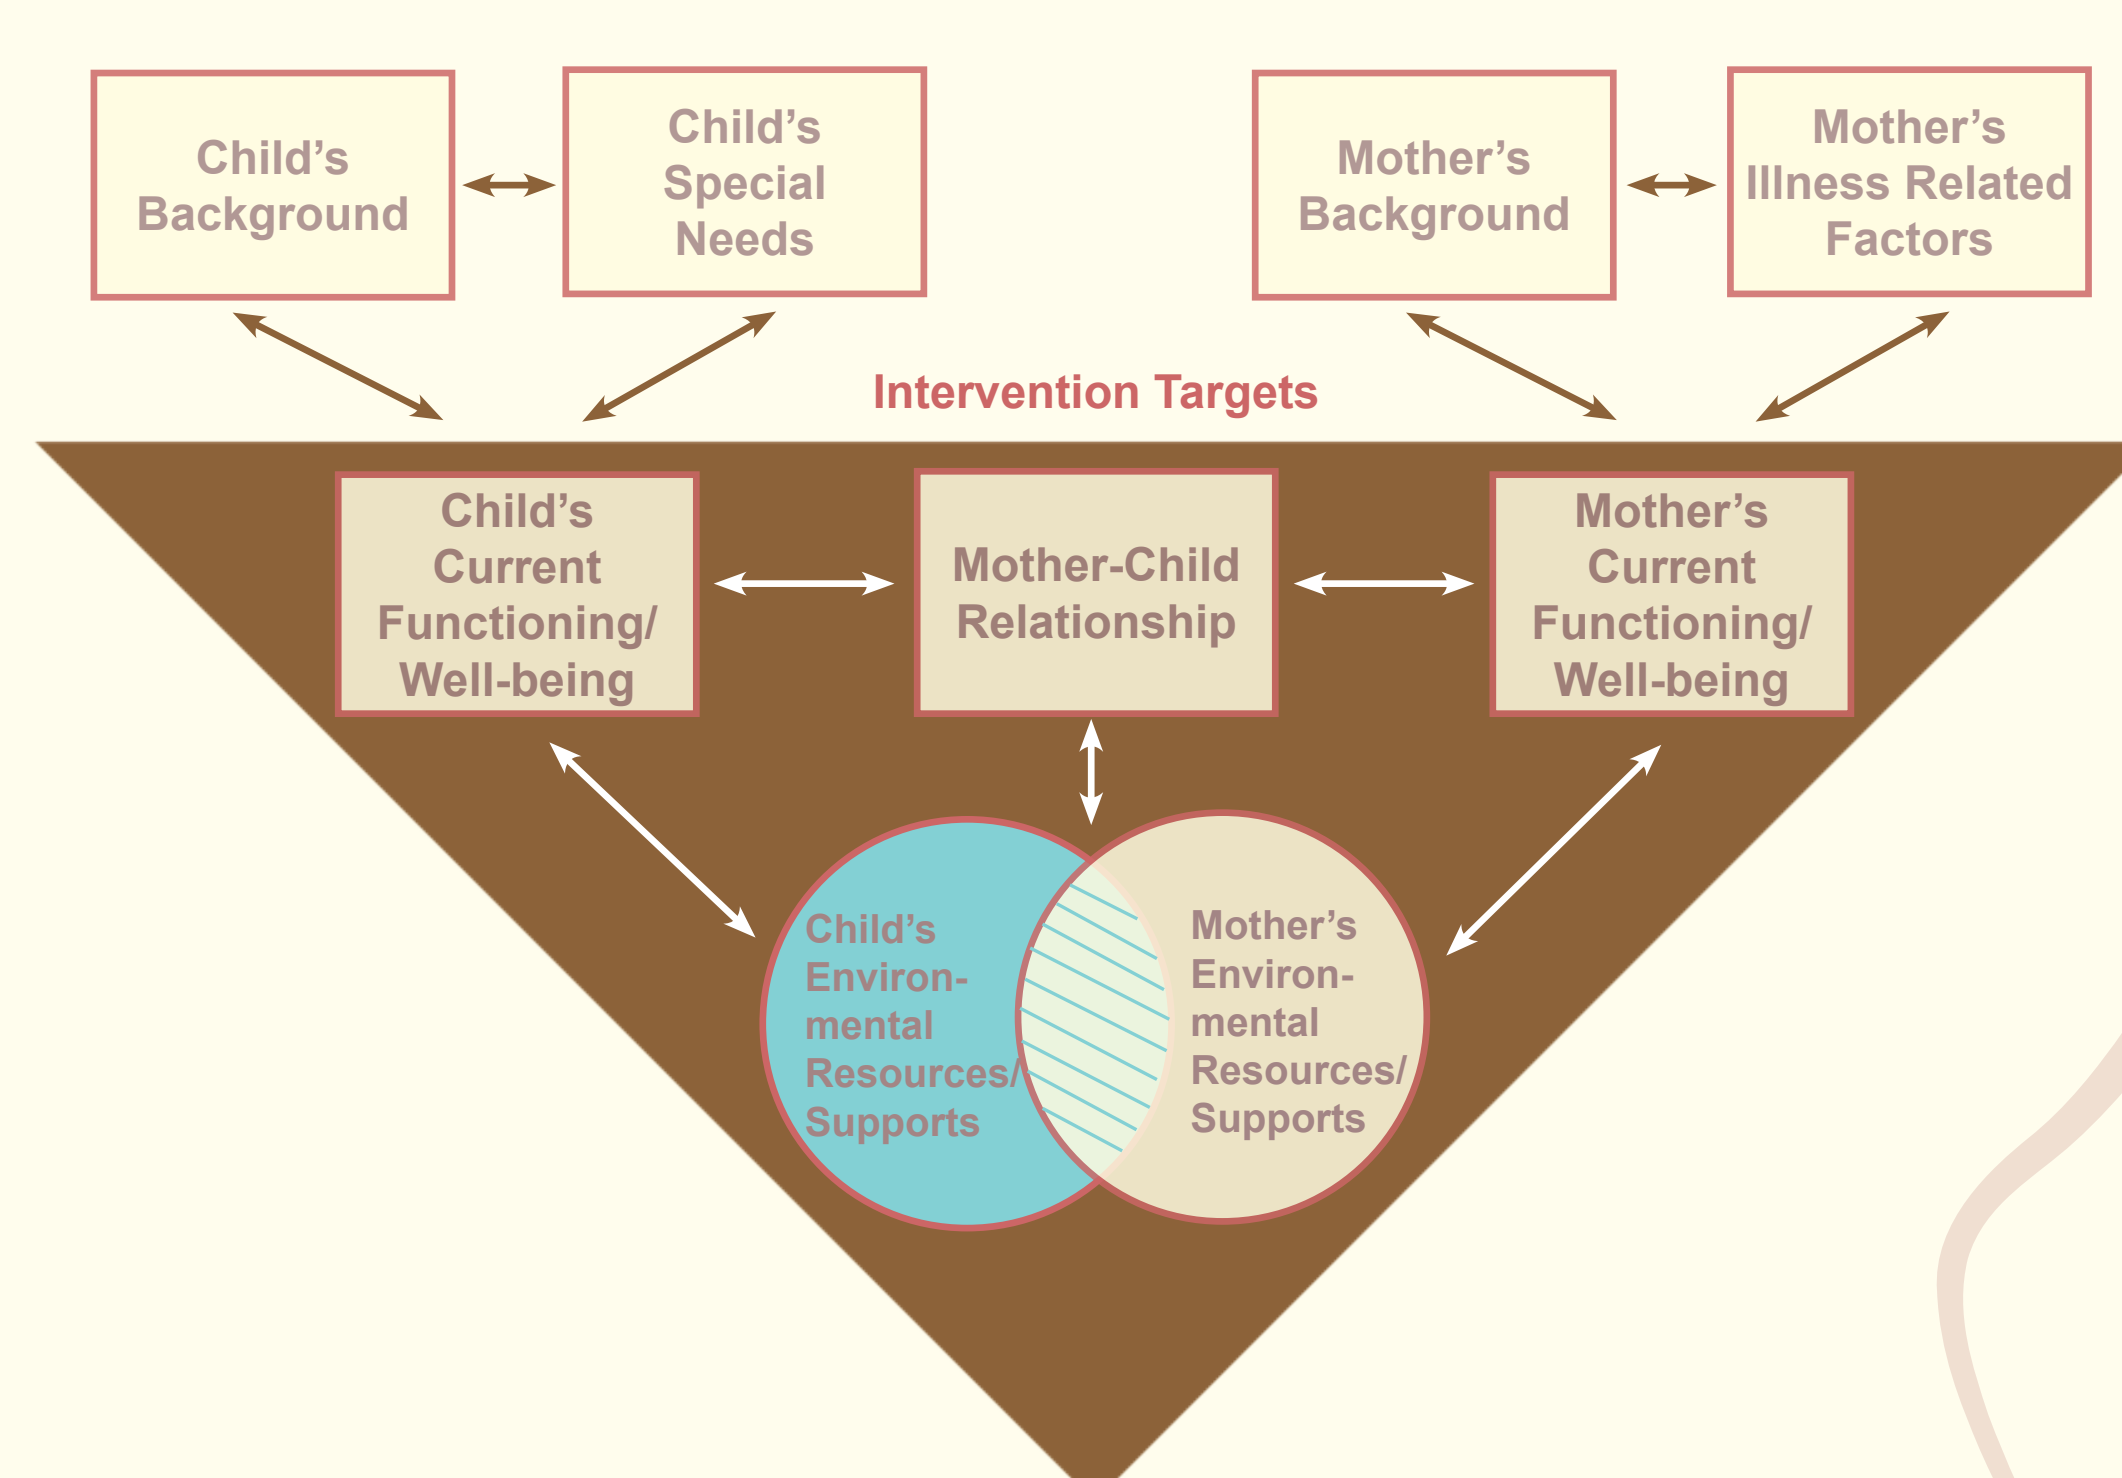 Child’s
Background
Child’s
Special
Needs
Mother’s
Background
Mother’s
Illness Related
Factors
Intervention Targets
Child’s
Current
Functioning/
Well-being
Mother-Child
Relationship
Mother’s
Current
Functioning/
Well-being
Child’s
Environ-
mental
Resources/
Supports
Mother’s
Environ-
mental
Resources/
Supports